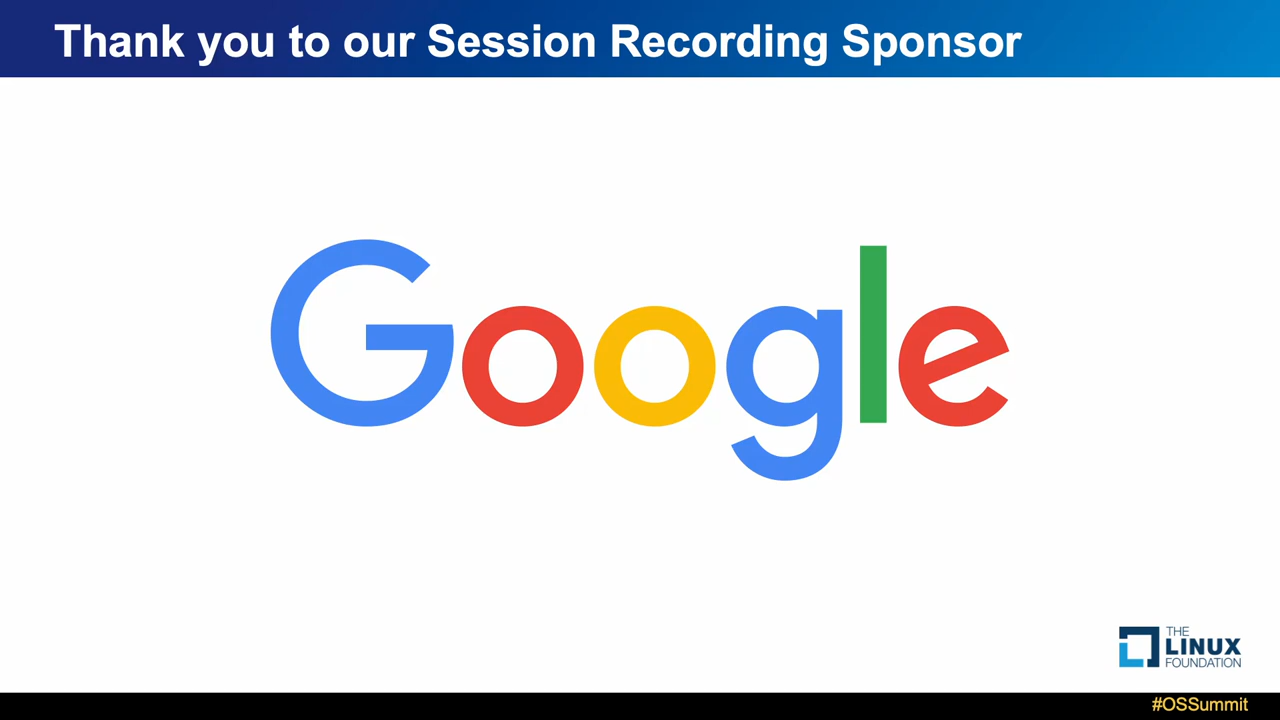 Thank you to our Session Recording Sponsor
Google
THE
LINUX
FOUNDATION
#OSSummit